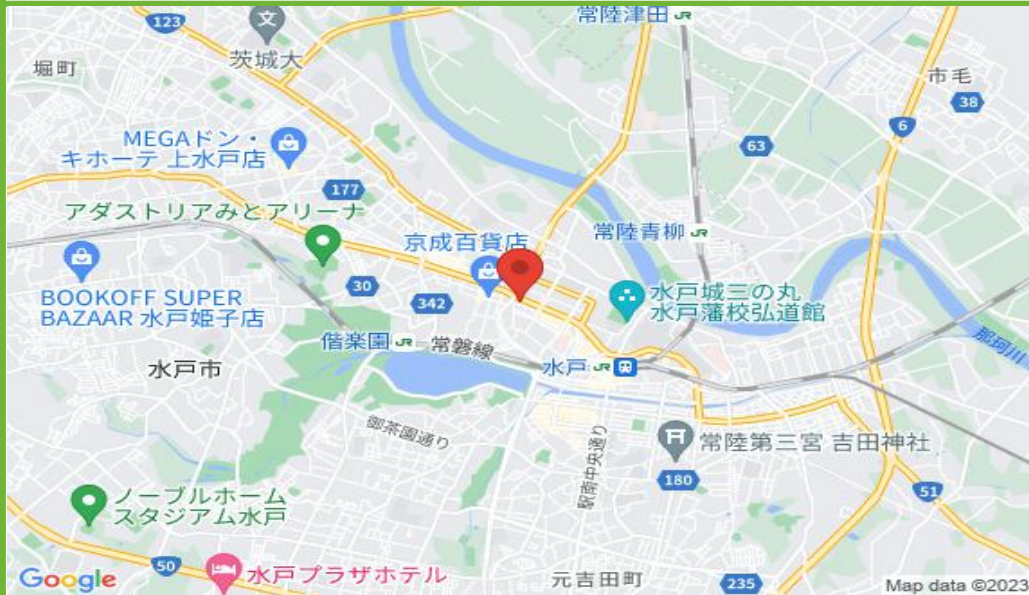 常陸津田 JR
123
文
茨城大
堀町
市毛
38
6
MEGAドン・
キホーテ 上水戸店
63
177
アダストリアみとアリーナ
京成百貨店
常陸青柳 JR
30
342
BOOKOFF SUPER
BAZAAR 水戸姫子店
水戸城三の丸
水戸藩校弘道館
偕楽園 JR 常磐線
那珂川
水戸市
水戸 JR
御茶園通り
駅南中央通り
常陸第三宮 吉田神社
180
51
ノーブルホーム
スタジアム水戸
50
水戸プラザホテル
元吉田町
235
Google
Map data ©2023